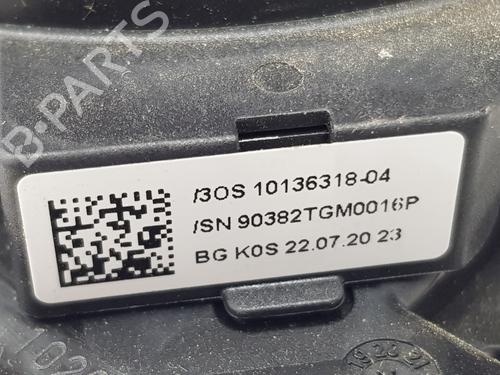 B-PARTS
/3OS 10136318-04
/SN 90382TGM0016P
BG K0S 22.07.20 23